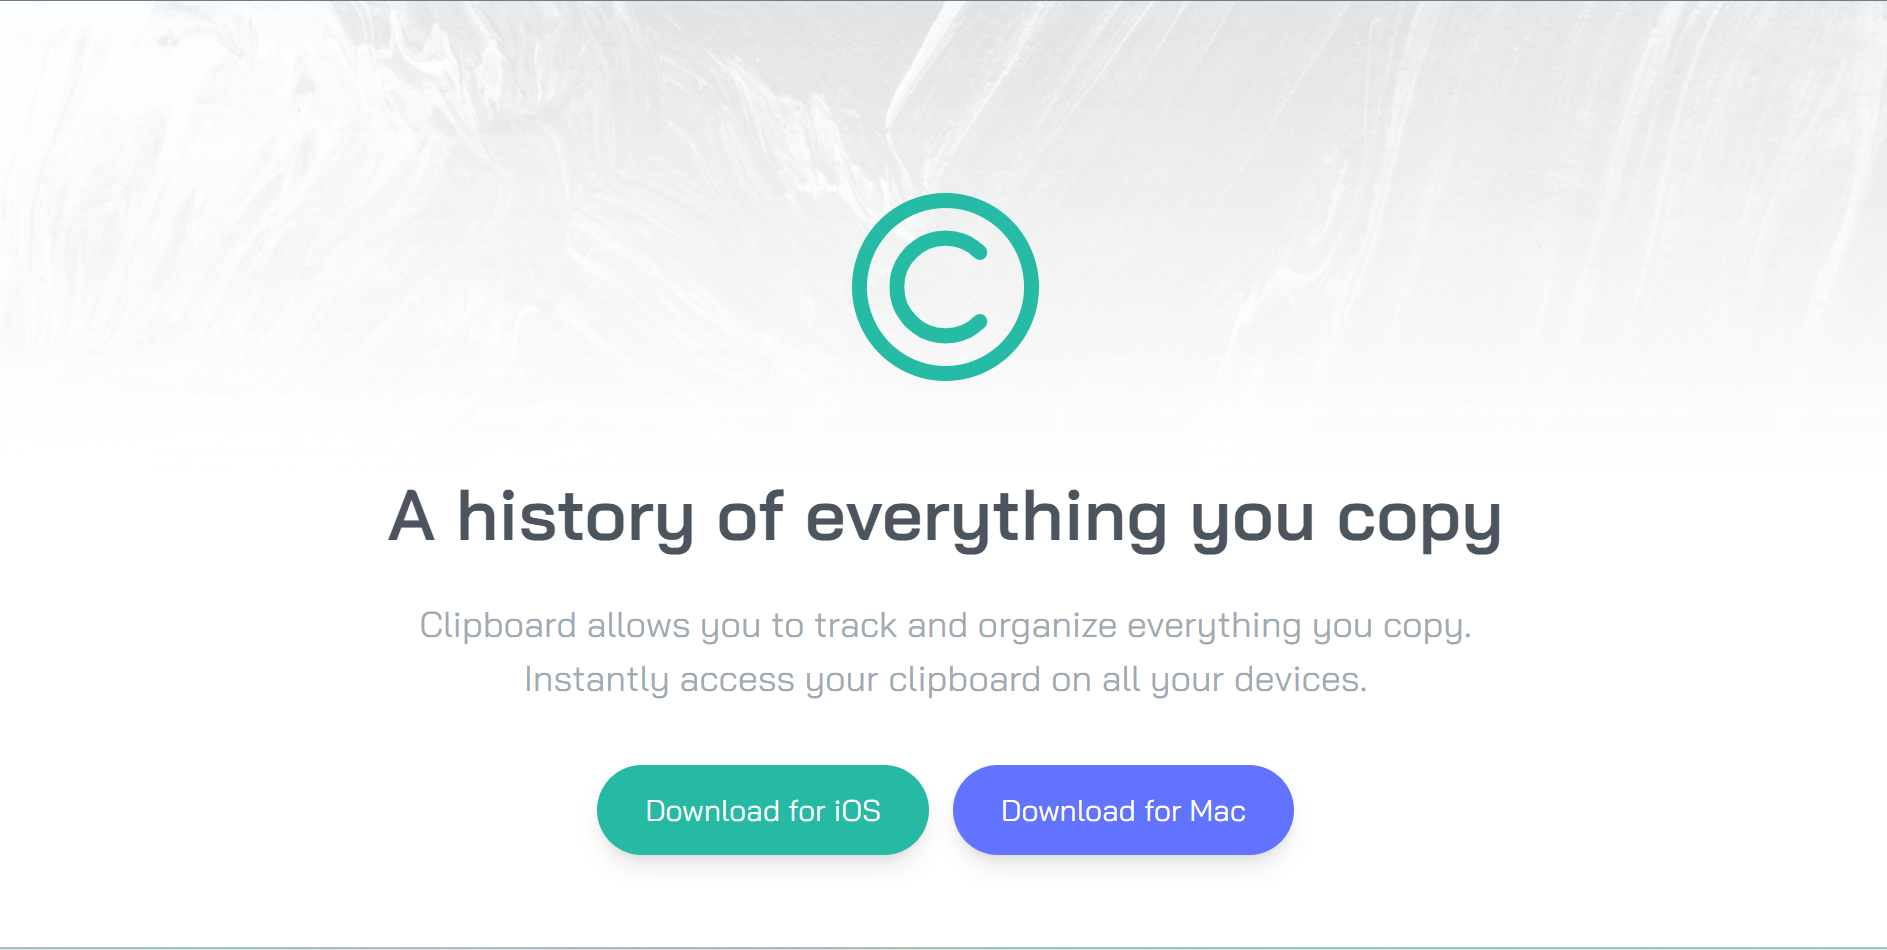 C
A history of everything you copy
Clipboard allows you to track and organize everything you copy.
Instantly access your clipboard on all your devices.
Download for iOS
Download for Mac